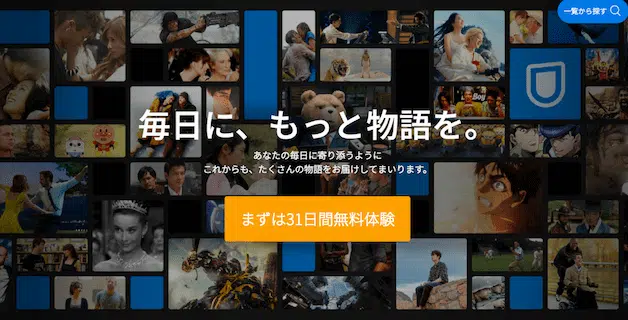 一覧から探す
毎日に、もっと物語を。
あなたの毎日に寄り添うように
これからも、たくさんの物語をお届けしてまいります。
まずは31日間無料体験